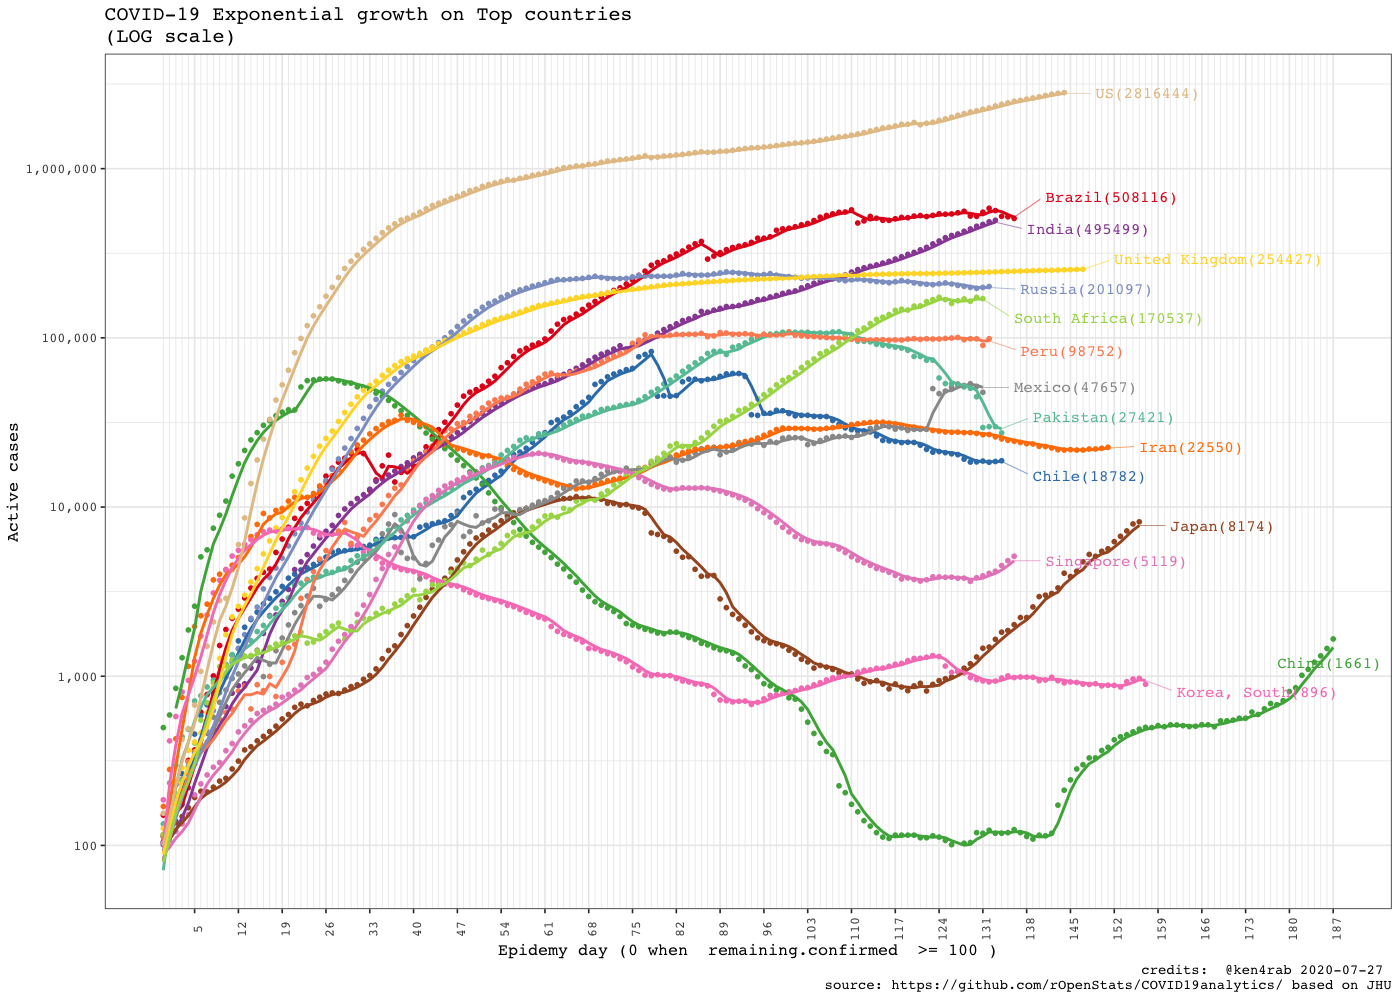 COVID-19 Exponential growth on Top countries
(LOG scale)
US(2816444)
1,000,000
Brazil(508116)
India(495499)
United Kingdom(254427)
Russia(201097)
South Africa(170537)
100,000
Peru(98752)
Mexico(47657)
Pakistan(27421)
Iran(22550)
Chile(18782)
10,000
Japan(8174)
Singapore(5119)
China(1661)
1,000
Korea, South(896)
100
Active cases
5 12 19 26 33 40 47 54 61 68 75 82 89 96 103 110 117 124 131 138 145 152 159 166 173 180 187
Epidemy day (0 when  remaining.confirmed  >= 100 )
credits:  @ken4rab 2020-07-27
source: https://github.com/rOpenStats/COVID19analytics/ based on JHU